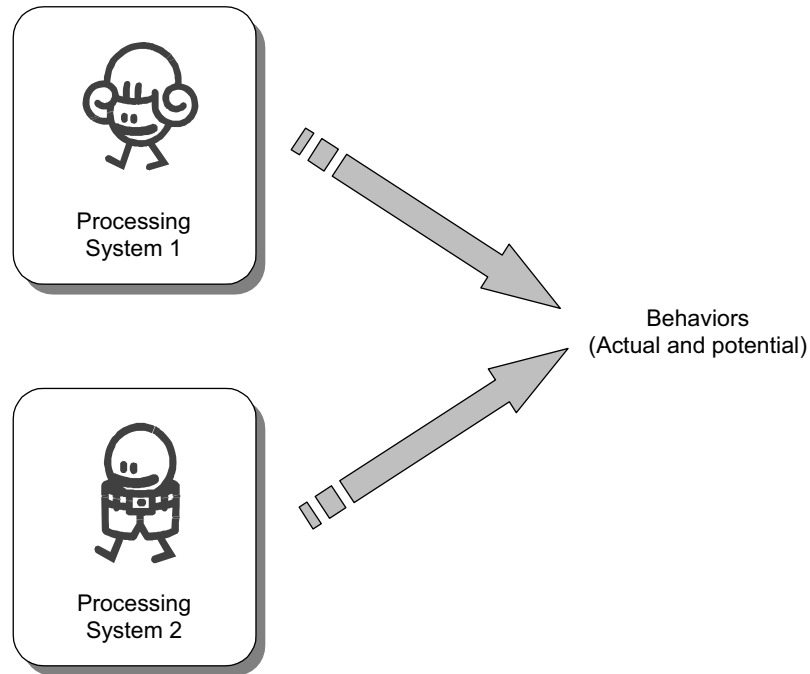 Processing
System 1
Behaviors
(Actual and potential)
Processing
System 2